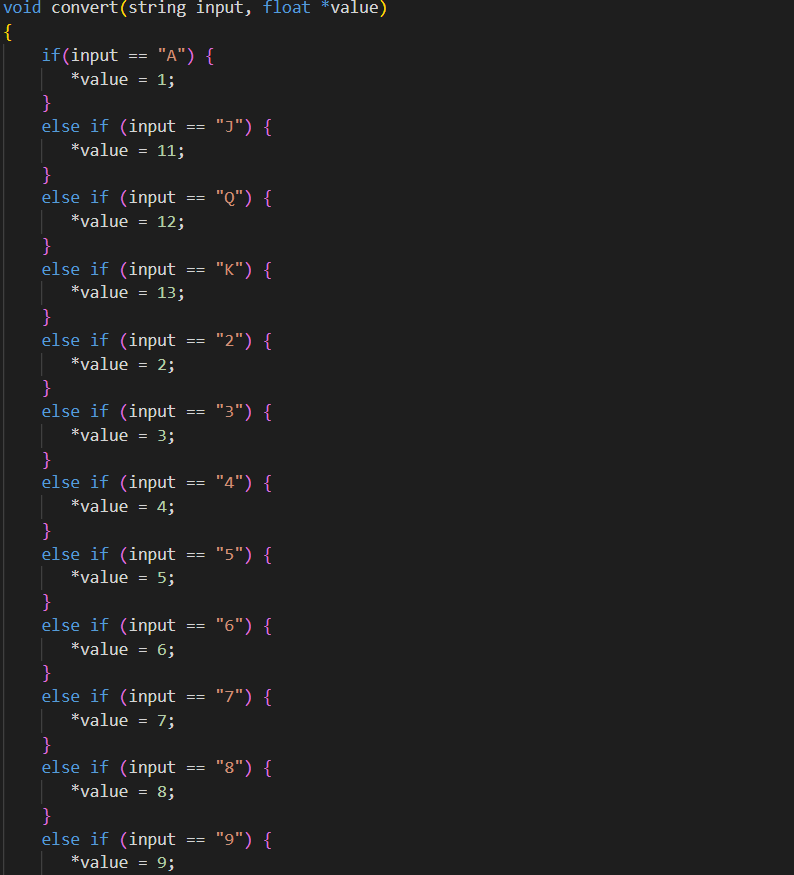 void convert(string input, float *value)
{
if(input == "A") {
*value = 1;
}
else if (input == "J") {
*value = 11;
}
else if (input == "Q") {
*value = 12;
}
else if (input == "K") {
*value = 13;
}
else if (input == "2") {
*value = 2;
}
else if (input == "3") {
*value = 3;
}
else if (input == "4") {
*value = 4;
}
else if (input == "5") {
*value = 5;
}
else if (input == "6") {
*value = 6;
}
else if (input == "7") {
*value = 7;
}
else if (input == "8") {
*value = 8;
}
else if (input == "9") {
*value = 9;